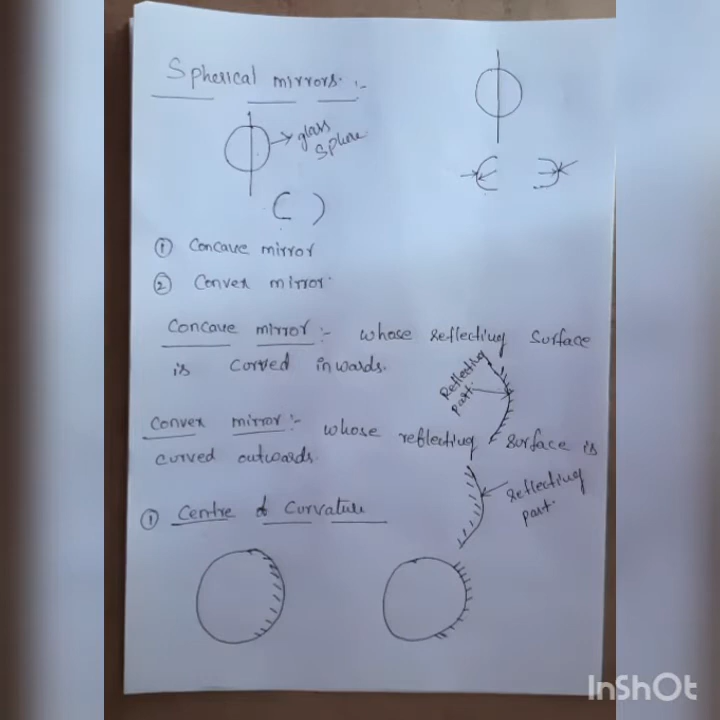 Spherical mirrors :-
glass
sphere
① Concave mirror
② Convex mirror.
Concave mirror :- whose reflecting surface
is corved inwards.
Reflecting
part.
Convex mirror :- whose reflecting surface is
curved outwards.
① Centre of Curvature
reflecting
part.
InShOt